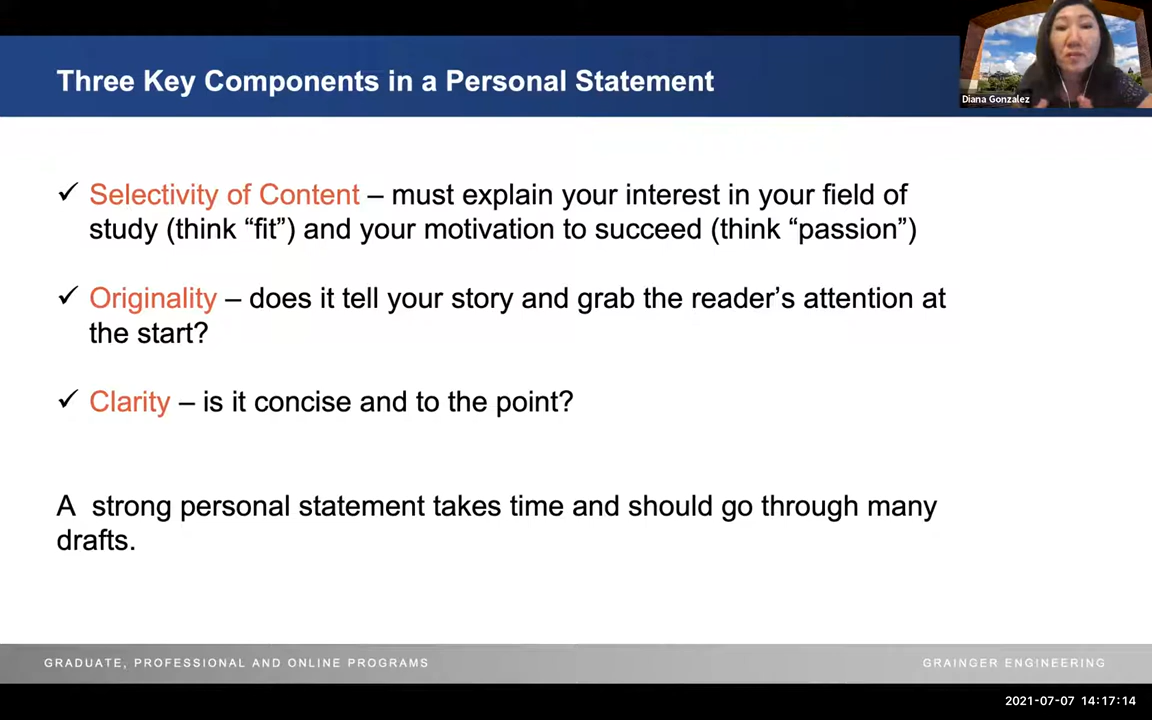 Three Key Components in a Personal Statement
Diana Gonzalez
✓ Selectivity of Content – must explain your interest in your field of
study (think “fit”) and your motivation to succeed (think “passion”)
✓ Originality – does it tell your story and grab the reader’s attention at
the start?
✓ Clarity – is it concise and to the point?
A  strong personal statement takes time and should go through many
drafts.
GRADUATE, PROFESSIONAL AND ONLINE PROGRAMS
GRAINGER ENGINEERING
2021-07-07 14:17:14